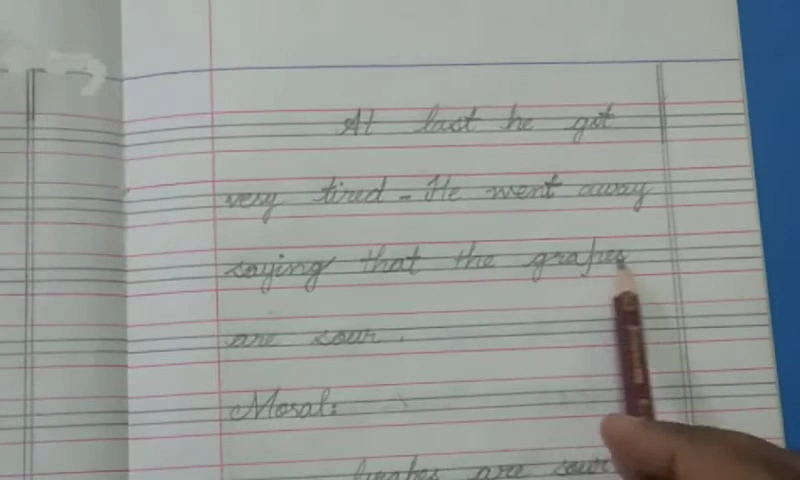 At last he got
very tired - He went away
saying that the grapes
are sour.
Moral:
Grapes are sour